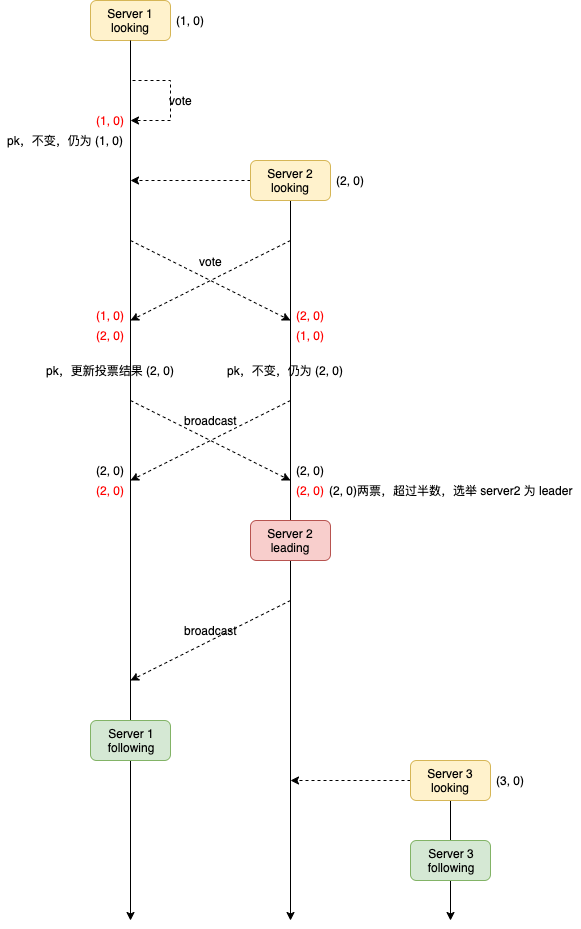 Server 1
looking
(1, 0)
vote
(1, 0)
pk，不变，仍为 (1, 0)
Server 2
looking
(2, 0)
vote
(1, 0)
(2, 0)
(2, 0)
(1, 0)
pk，更新投票结果 (2, 0)
pk，不变，仍为 (2, 0)
broadcast
(2, 0)
(2, 0)
(2, 0)
(2, 0) (2, 0)两票，超过半数，选举 server2 为 leader
Server 2
leading
broadcast
Server 1
following
Server 3
looking
(3, 0)
Server 3
following